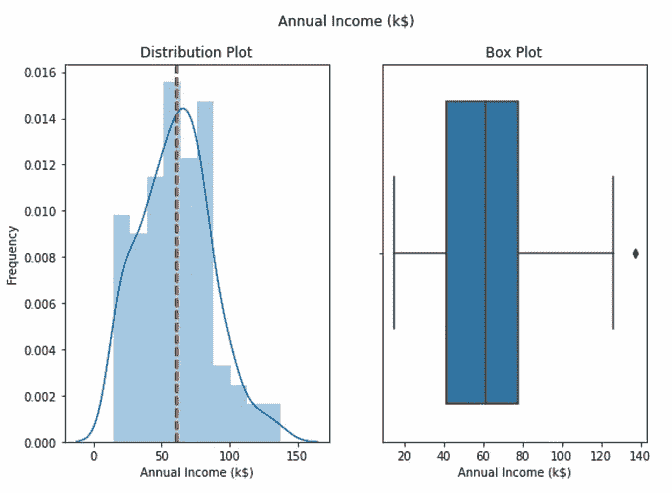 Annual Income (k$)
Distribution Plot
Box Plot
0.016
0.014
0.012
0.010
0.008
0.006
0.004
0.002
0.000
Frequency
0 50 100 150
20 40 60 80 100 120 140
Annual Income (k$)
Annual Income (k$)